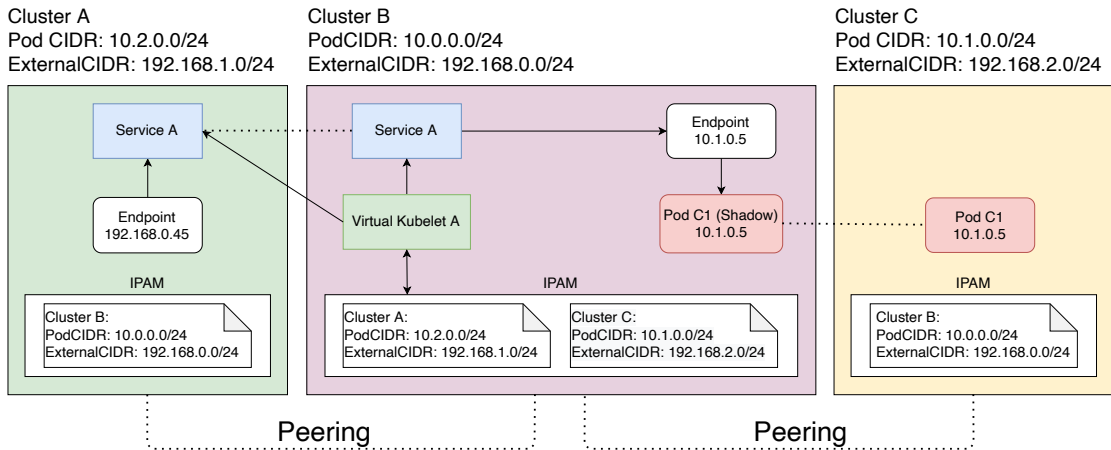 Cluster A
Pod CIDR: 10.2.0.0/24
ExternalCIDR: 192.168.1.0/24
Cluster B
PodCIDR: 10.0.0.0/24
ExternalCIDR: 192.168.0.0/24
Cluster C
Pod CIDR: 10.1.0.0/24
ExternalCIDR: 192.168.2.0/24
Service A
Endpoint
192.168.0.45
IPAM
Cluster B:
PodCIDR: 10.0.0.0/24
ExternalCIDR: 192.168.0.0/24
Service A
Virtual Kubelet A
Endpoint
10.1.0.5
Pod C1 (Shadow)
10.1.0.5
IPAM
Cluster A:
PodCIDR: 10.2.0.0/24
ExternalCIDR: 192.168.1.0/24
Cluster C:
PodCIDR: 10.1.0.0/24
ExternalCIDR: 192.168.2.0/24
Pod C1
10.1.0.5
IPAM
Cluster B:
PodCIDR: 10.0.0.0/24
ExternalCIDR: 192.168.0.0/24
Peering
Peering